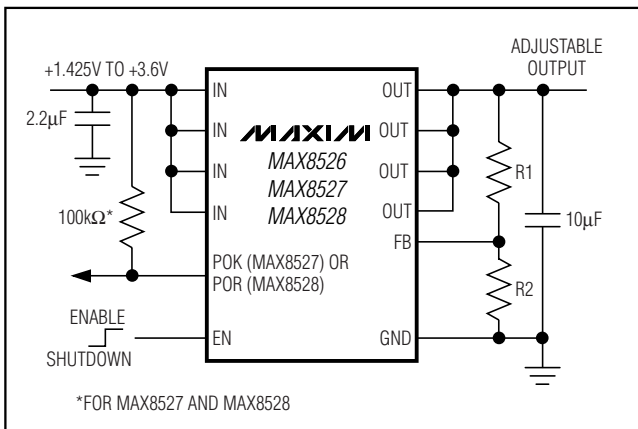 +1.425V TO +3.6V
ADJUSTABLE
OUTPUT
2.2µF
100kΩ*
IN
IN
IN
IN
MAXIM
MAX8526
MAX8527
MAX8528
OUT
OUT
OUT
OUT
FB
R1
10µF
R2
POK (MAX8527) OR
POR (MAX8528)
ENABLE
SHUTDOWN
EN
GND
*FOR MAX8527 AND MAX8528